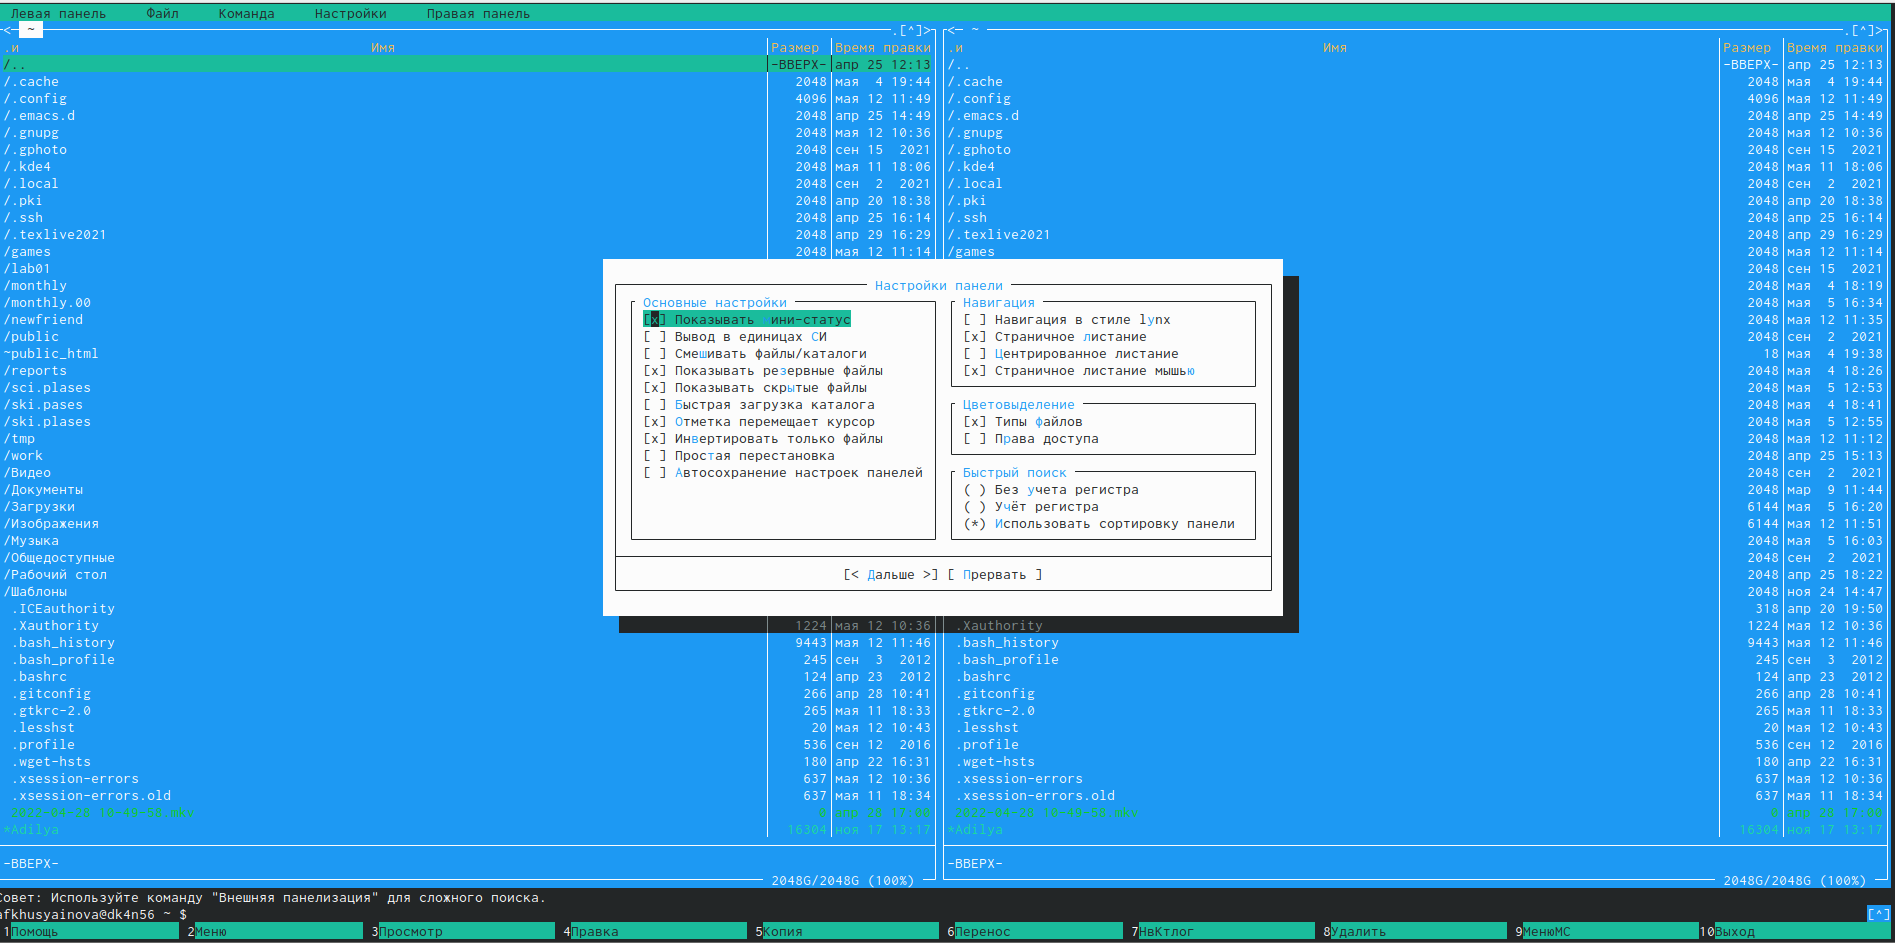 Левая панель Файл Команда Настройки Правая панель
<- ~ .[^]> <- ~ .[^]>
.и Имя Размер Время правки .и Имя Размер Время правки
/.. -ВВЕРХ- апр 25 12:13 /.. -ВВЕРХ- апр 25 12:13
/.cache 2048 мая 4 19:44 /.cache 2048 мая 4 19:44
/.config 4096 мая 12 11:49 /.config 4096 мая 12 11:49
/.emacs.d 2048 апр 25 14:49 /.emacs.d 2048 апр 25 14:49
/.gnupg 2048 мая 12 10:36 /.gnupg 2048 мая 12 10:36
/.gphoto 2048 сен 15 2021 /.gphoto 2048 сен 15 2021
/.kde4 2048 мая 11 18:06 /.kde4 2048 мая 11 18:06
/.local 2048 сен 2 2021 /.local 2048 сен 2 2021
/.pki 2048 апр 20 18:38 /.pki 2048 апр 20 18:38
/.ssh 2048 апр 25 16:14 /.ssh 2048 апр 25 16:14
/.texlive2021 2048 апр 29 16:29 /.texlive2021 2048 апр 29 16:29
/games 2048 мая 12 11:14 /games 2048 мая 12 11:14
/lab01 2048 сен 15 2021
/monthly Настройки панели 2048 мая 4 18:19
/monthly.00 Основные настройки Навигация 2048 мая 5 16:34
/newfriend [x] Показывать мини-статус [ ] Навигация в стиле lynx 2048 мая 12 11:35
/public [ ] Вывод в единицах СИ [x] Страничное листание 2048 сен 2 2021
~public_html [ ] Смешивать файлы/каталоги [ ] Центрированное листание 18 мая 4 19:38
/reports [x] Показывать резервные файлы [x] Страничное листание мышью 2048 мая 4 18:26
/sci.plases [x] Показывать скрытые файлы 2048 мая 5 12:53
/ski.pases [ ] Быстрая загрузка каталога Цветовыделение 2048 мая 4 18:41
/ski.plases [x] Отметка перемещает курсор [x] Типы файлов 2048 мая 5 12:55
/tmp [x] Инвертировать только файлы [ ] Права доступа 2048 мая 12 11:12
/work [ ] Простая перестановка 2048 апр 25 15:13
/Видео [ ] Автосохранение настроек панелей Быстрый поиск 2048 сен 2 2021
/Документы ( ) Без учета регистра 2048 мар 9 11:44
/Загрузки ( ) Учёт регистра 6144 мая 5 16:20
/Изображения (*) Использовать сортировку панели 6144 мая 12 11:51
/Музыка 2048 мая 5 16:03
/Общедоступные 2048 сен 2 2021
/Рабочий стол [< Дальше >] [ Прервать ] 2048 апр 25 18:22
/Шаблоны 2048 ноя 24 14:47
.ICEauthority 318 апр 20 19:50
.Xauthority 1224 мая 12 10:36 .Xauthority 1224 мая 12 10:36
.bash_history 9443 мая 12 11:46 .bash_history 9443 мая 12 11:46
.bash_profile 245 сен 3 2012 .bash_profile 245 сен 3 2012
.bashrc 124 апр 23 2012 .bashrc 124 апр 23 2012
.gitconfig 266 апр 28 10:41 .gitconfig 266 апр 28 10:41
.gtkrc-2.0 265 мая 11 18:33 .gtkrc-2.0 265 мая 11 18:33
.lesshst 20 мая 12 10:43 .lesshst 20 мая 12 10:43
.profile 536 сен 12 2016 .profile 536 сен 12 2016
.wget-hsts 180 апр 22 16:31 .wget-hsts 180 апр 22 16:31
.xsession-errors 637 мая 12 10:36 .xsession-errors 637 мая 12 10:36
.xsession-errors.old 637 мая 11 18:34 .xsession-errors.old 637 мая 11 18:34
*Adilya 16304 ноя 17 13:17 *Adilya 16304 ноя 17 13:17
-ВВЕРХ- -ВВЕРХ-
2048G/2048G (100%) 2048G/2048G (100%)
Совет: Используйте команду "Внешняя панелизация" для сложного поиска.
afkhusyainova@dk4n56 ~ $ [^]
1Помощь 2Меню 3Просмотр 4Правка 5Копия 6Перенос 7НвКтлог 8Удалить 9МенюMC 10Выход